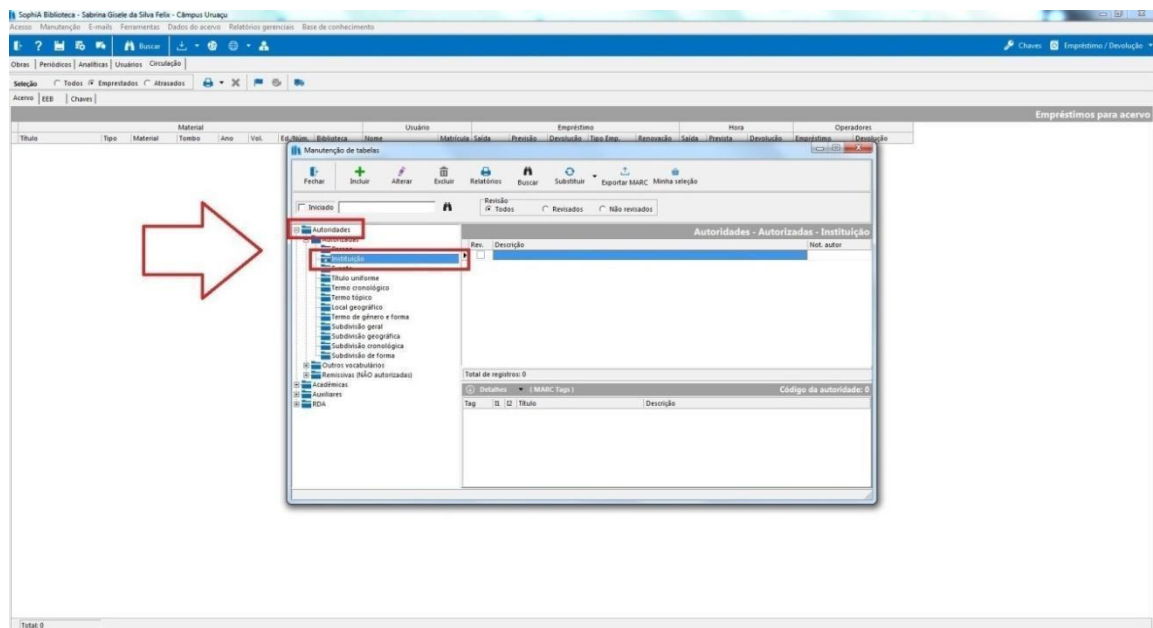 SophiA Biblioteca - Sabrina Gisele da Silva Felix - Câmpus Uruaçu
Acesso Manutenção E-mails Ferramentas Dados do acervo Relatórios gerenciais Base de conhecimento
Buscar Chaves Empréstimo / Devolução
Obras Periódicos Analíticas Usuários Circulação
Seleção Todos Emprestados Atrasados
Acervo EEB Chaves
Empréstimos para acervo
Material Usuário Empréstimo Hora Operadores
Título Tipo Material Tombo Ano Vol. Ed./Núm. Biblioteca Nome Matrícula Saída Previsão Devolução Tipo Emp. Renovação Saída Prevista Devolução Empréstimo Devolução
Manutenção de tabelas
Fechar Incluir Alterar Excluir Relatórios Buscar Substituir Exportar MARC Minha seleção
Iniciado
Revisão
Todos Revisados Não revisados
Autoridades
Autorizadas
Instituição
Título uniforme
Termo cronológico
Termo tópico
Local geográfico
Termo de gênero e forma
Subdivisão geral
Subdivisão geográfica
Subdivisão cronológica
Subdivisão de forma
Outros vocabulários
Remissivas (NÃO autorizadas)
Acadêmicas
Auxiliares
RDA
Autoridades - Autorizadas - Instituição
Rev. Descrição Not. autor
Total de registros: 0
Detalhes [ MARC Tags ] Código da autoridade: 0
Tag I1 I2 Título Descrição
Total: 0